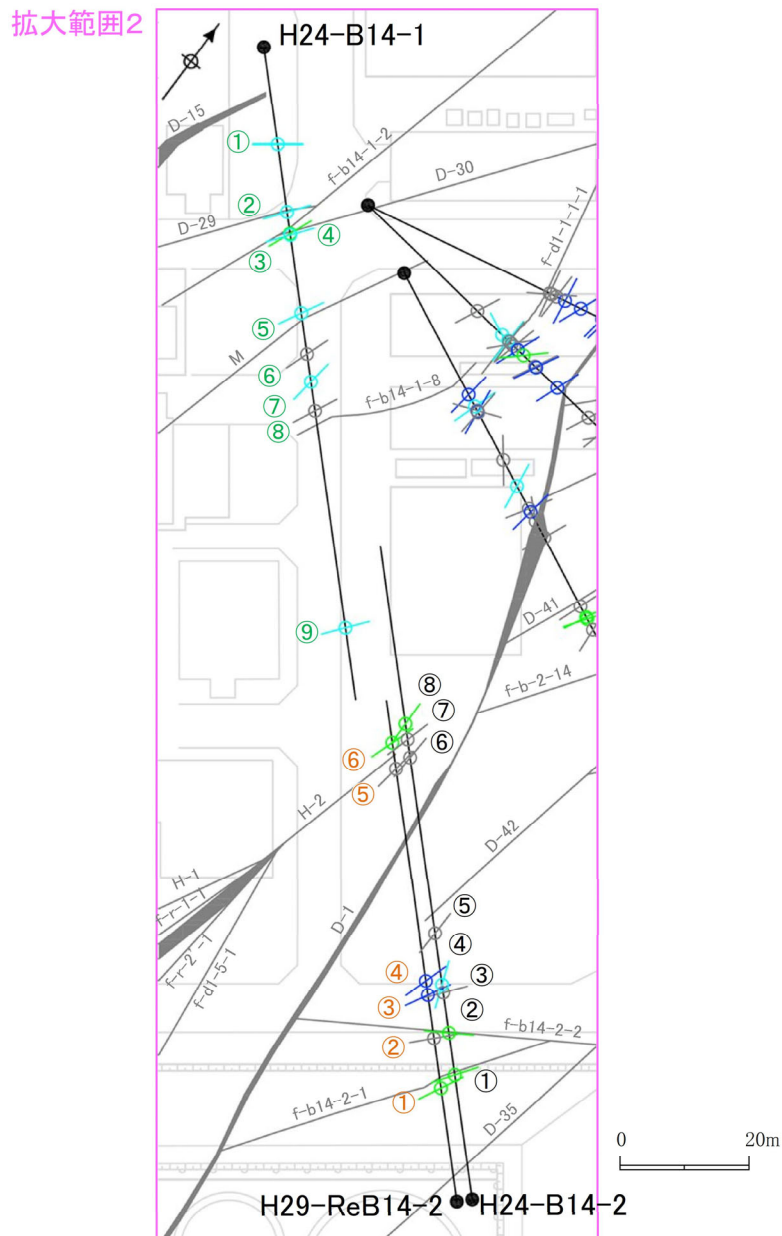 拡大範囲2
H24-B14-1
D-15
①
f-b14-1-2
D-30
②
D-29
④
③
f-d1-1-1-1
⑤
M
⑥
⑦
f-b14-1-8
⑧
D-41
⑨
f-b-2-14
⑧
⑦
⑥
⑥
⑤
H-2
D-42
H-1
f-r-1-1
f-r-2'-1
f-d1-5-1
D-1
⑤
④
④
③
③
②
f-b14-2-2
②
①
①
f-b14-2-1
D-35
H29-ReB14-2
H24-B14-2
0 20m